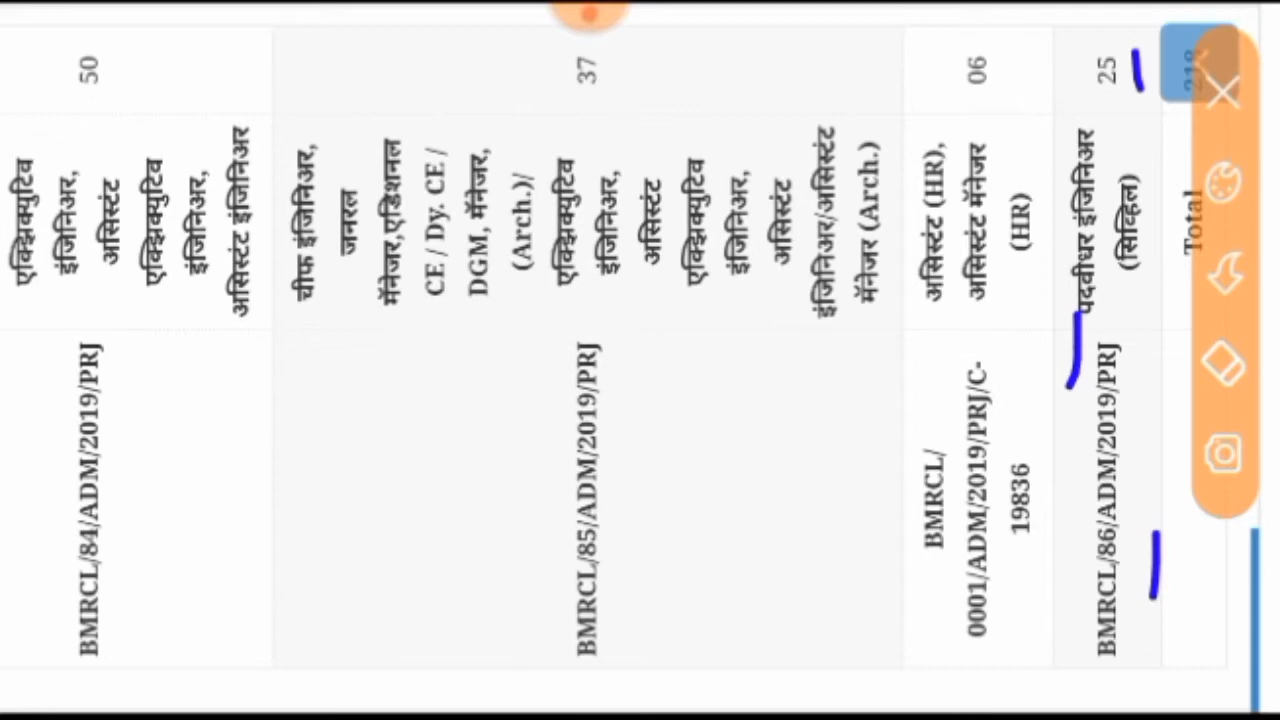 BMRCL/84/ADM/2019/PRJ
एक्झिक्युटिव
इंजिनिअर,
असिस्टंट
एक्झिक्युटिव
इंजिनिअर,
असिस्टंट इंजिनिअर
50
BMRCL/85/ADM/2019/PRJ
चीफ इंजिनिअर,
जनरल
मॅनेजर,एडिशनल
CE / Dy. CE /
DGM, मॅनेजर,
(Arch.)/
एक्झिक्युटिव
इंजिनिअर,
असिस्टंट
एक्झिक्युटिव
इंजिनिअर,
असिस्टंट
इंजिनिअर/असिस्टंट
मॅनेजर (Arch.)
37
BMRCL/
0001/ADM/2019/PRJ/C-
19836
असिस्टंट (HR),
असिस्टंट मॅनेजर
(HR)
06
BMRCL/86/ADM/2019/PRJ
पदवीधर इंजिनिअर
(सिव्हिल)
25
Total
218